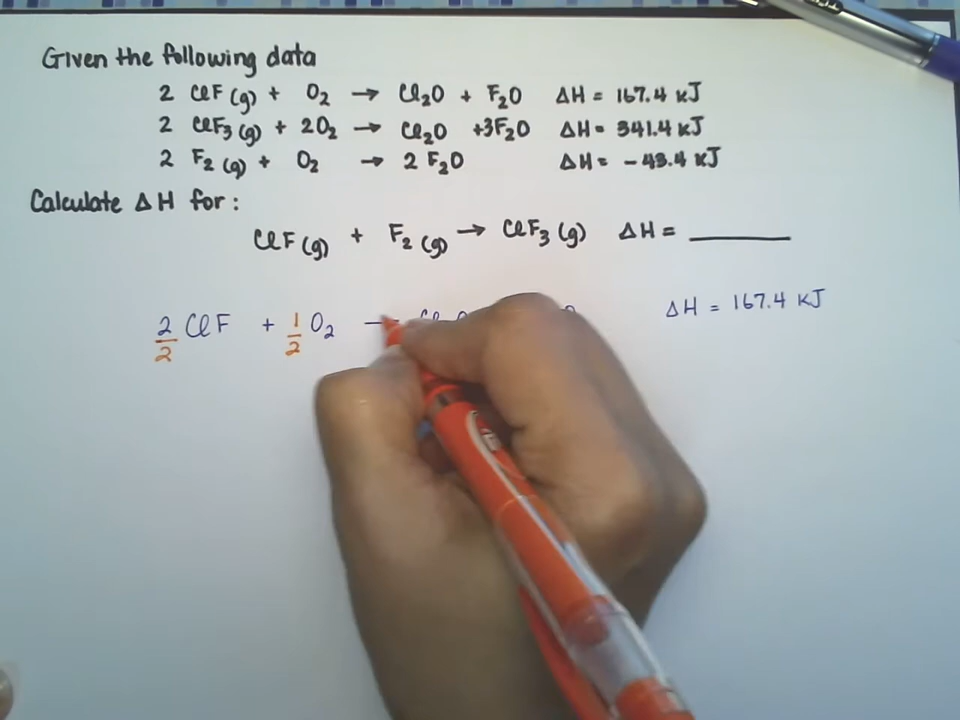 Given the following data
2 ClF (g) + O₂ → Cl₂O + F₂O ΔH = 167.4 kJ
2 ClF₃ (g) + 2O₂ → Cl₂O +3F₂O ΔH = 341.4 kJ
2 F₂ (g) + O₂ → 2 F₂O ΔH = - 43.4 kJ
Calculate ΔH for:
ClF (g) + F₂ (g) → ClF₃ (g) ΔH = ________
2/2 ClF + 1/2 O₂ → ΔH = 167.4 kJ